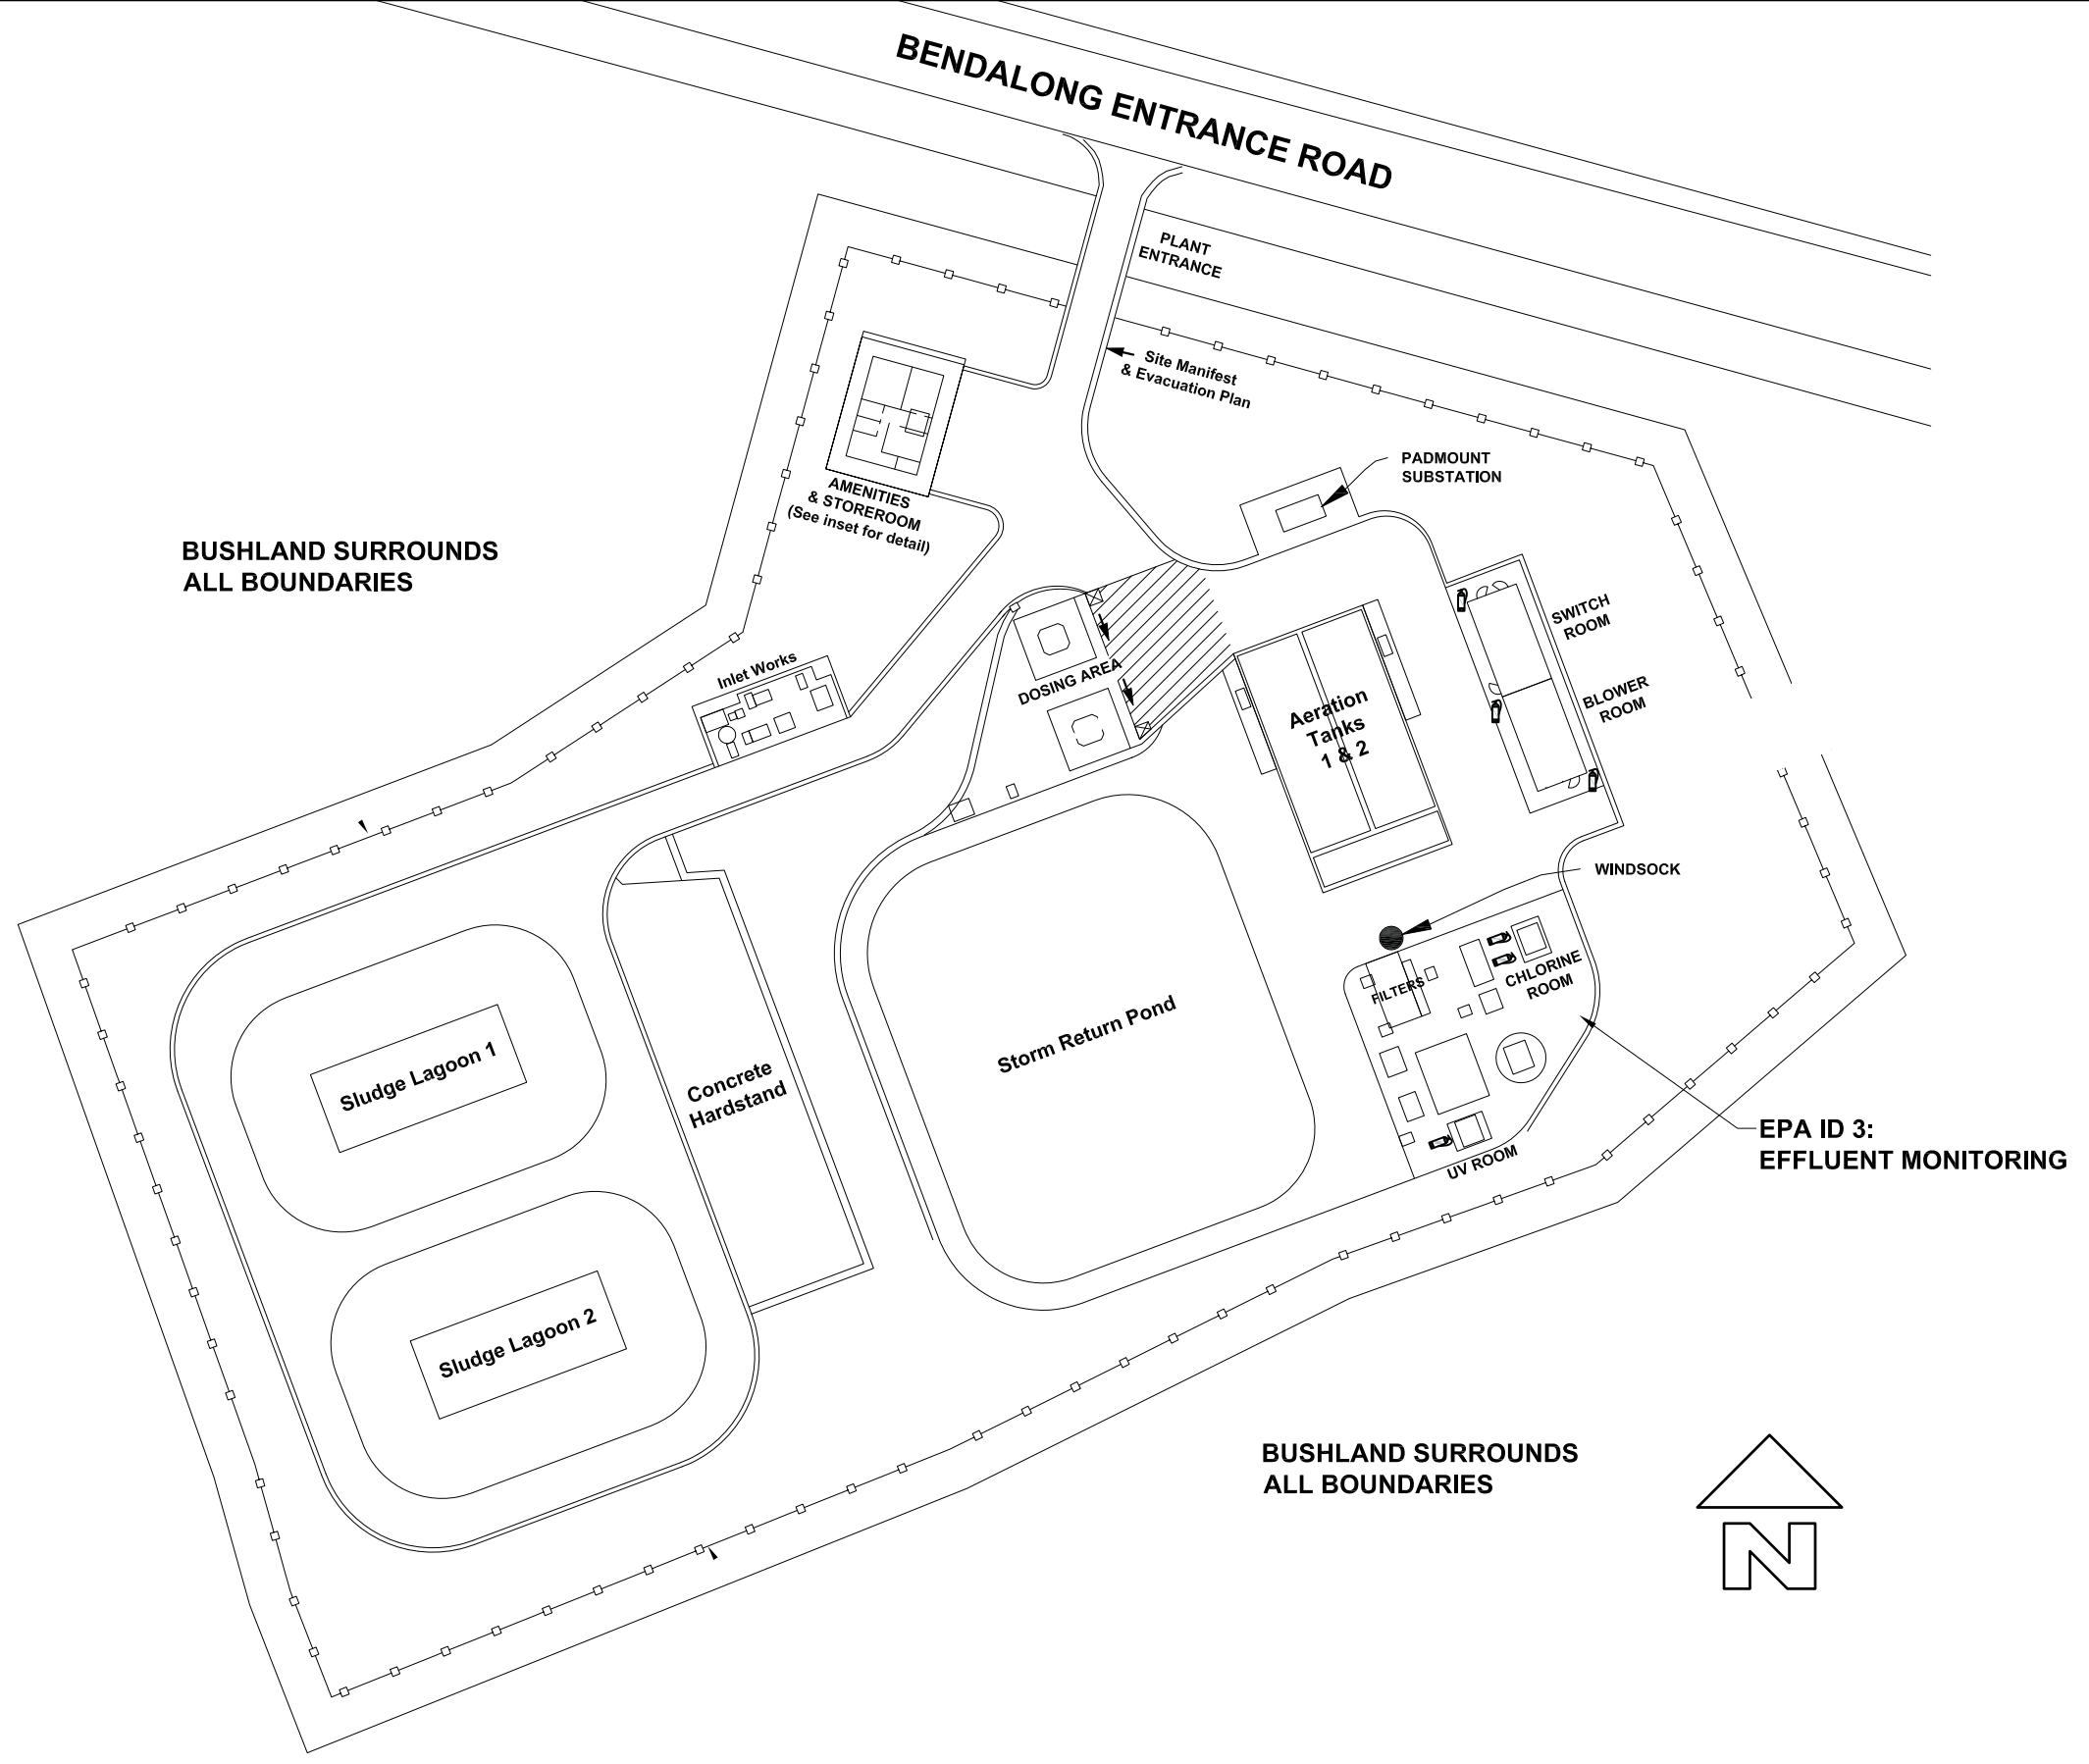 BENDALONG ENTRANCE ROAD
PLANT
ENTRANCE
Site Manifest
& Evacuation Plan
PADMOUNT
SUBSTATION
AMENITIES
& STOREROOM
(See inset for detail)
BUSHLAND SURROUNDS
ALL BOUNDARIES
SWITCH
ROOM
Inlet Works
DOSING AREA
BLOWER
ROOM
Aeration
Tanks
1 & 2
WINDSOCK
FILTERS
CHLORINE
ROOM
Storm Return Pond
Sludge Lagoon 1
Concrete
Hardstand
EPA ID 3:
EFFLUENT MONITORING
UV ROOM
Sludge Lagoon 2
BUSHLAND SURROUNDS
ALL BOUNDARIES
N